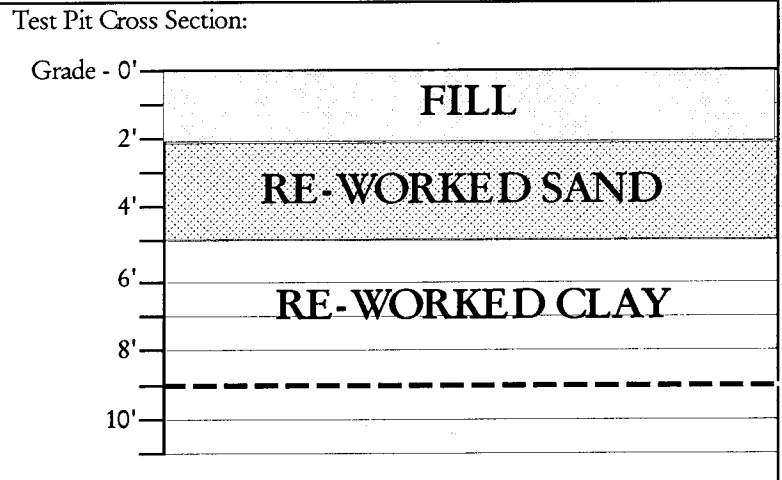 Test Pit Cross Section:
Grade - 0'
FILL
2'
RE-WORKED SAND
4'
6'
RE-WORKED CLAY
8'
10'